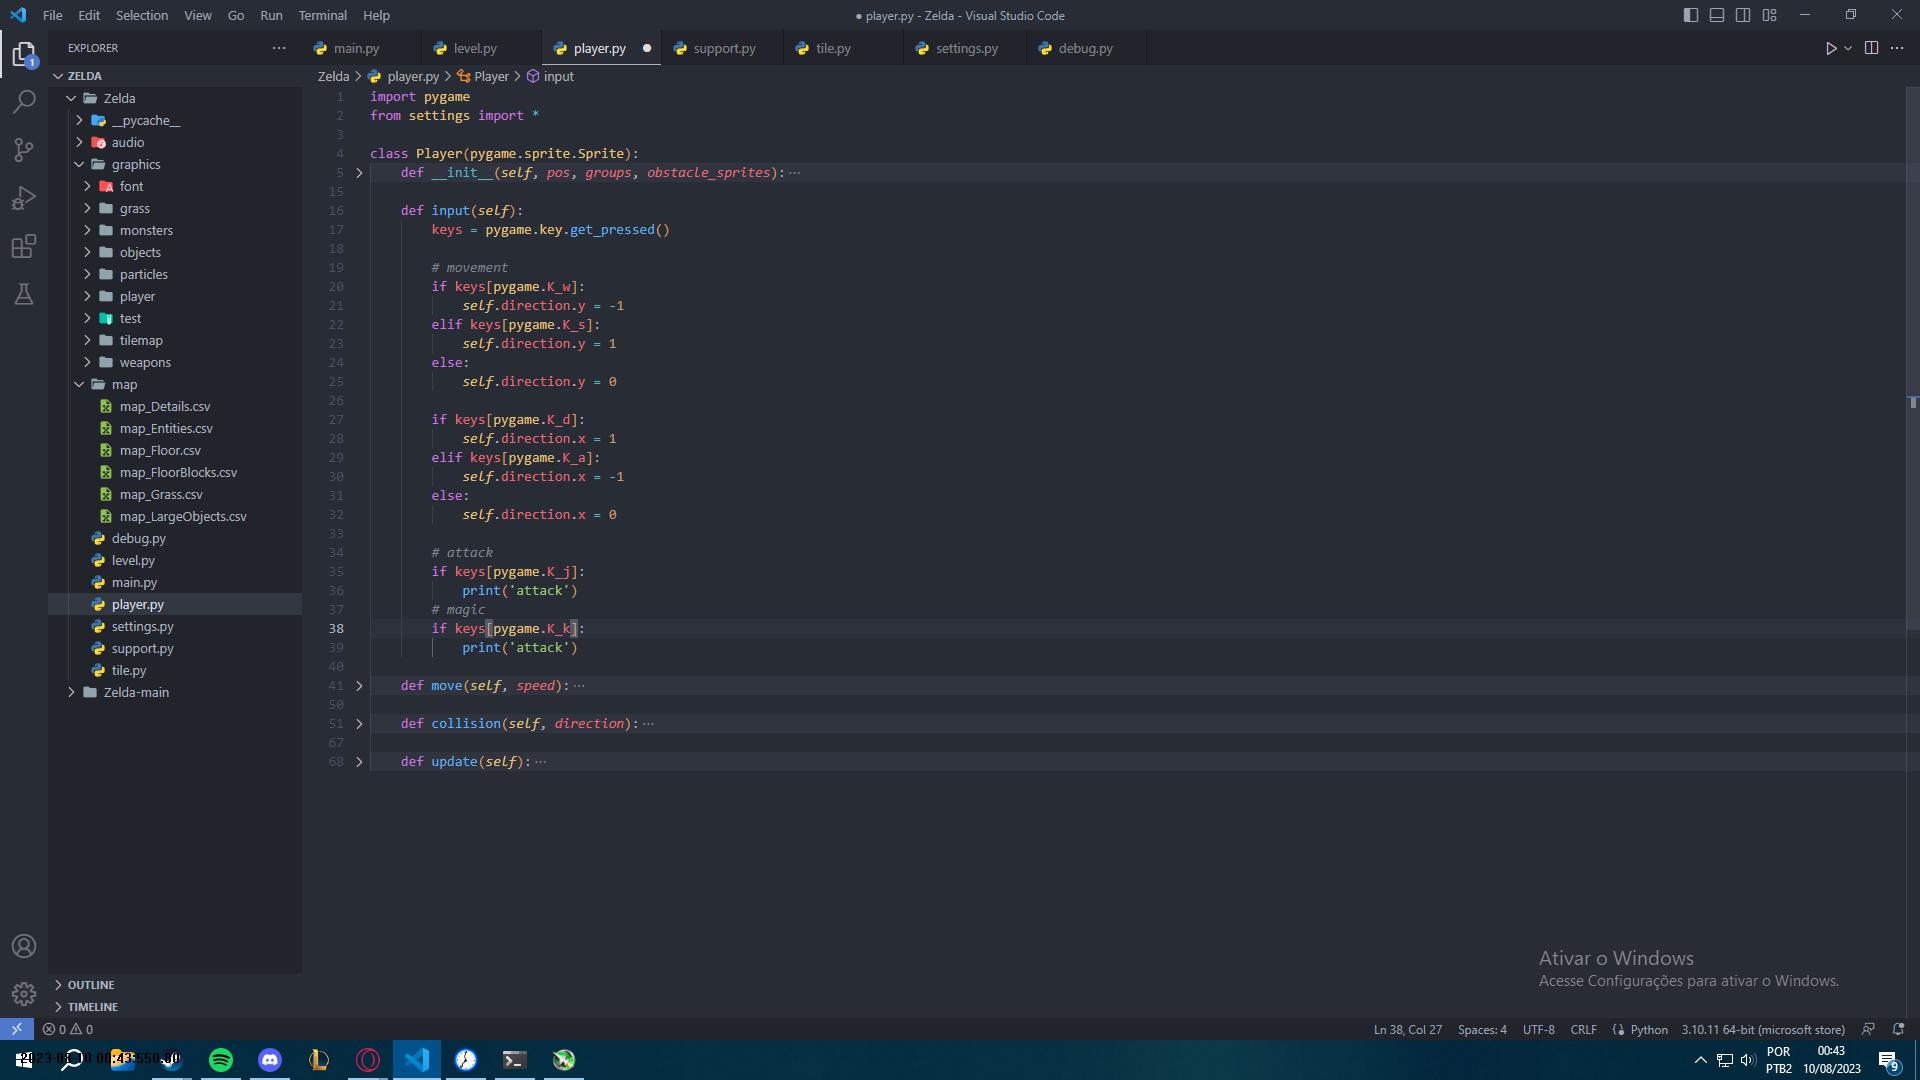 File Edit Selection View Go Run Terminal Help
● player.py - Zelda - Visual Studio Code
EXPLORER
main.py level.py player.py support.py tile.py settings.py debug.py
ZELDA
Zelda
__pycache__
audio
graphics
font
grass
monsters
objects
particles
player
test
tilemap
weapons
map
map_Details.csv
map_Entities.csv
map_Floor.csv
map_FloorBlocks.csv
map_Grass.csv
map_LargeObjects.csv
debug.py
level.py
main.py
player.py
settings.py
support.py
tile.py
Zelda-main
OUTLINE
TIMELINE
Zelda > player.py > Player > input
1 import pygame
2 from settings import *
3
4 class Player(pygame.sprite.Sprite):
5 def __init__(self, pos, groups, obstacle_sprites): ⋯
15
16 def input(self):
17 keys = pygame.key.get_pressed()
18
19 # movement
20 if keys[pygame.K_w]:
21 self.direction.y = -1
22 elif keys[pygame.K_s]:
23 self.direction.y = 1
24 else:
25 self.direction.y = 0
26
27 if keys[pygame.K_d]:
28 self.direction.x = 1
29 elif keys[pygame.K_a]:
30 self.direction.x = -1
31 else:
32 self.direction.x = 0
33
34 # attack
35 if keys[pygame.K_j]:
36 print('attack')
37 # magic
38 if keys[pygame.K_k]:
39 print('attack')
40
41 def move(self, speed): ⋯
50
51 def collision(self, direction): ⋯
67
68 def update(self): ⋯
Ativar o Windows
Acesse Configurações para ativar o Windows.
0 0
Ln 38, Col 27 Spaces: 4 UTF-8 CRLF Python 3.10.11 64-bit (microsoft store)
POR
PTB2
00:43
10/08/2023
9
1